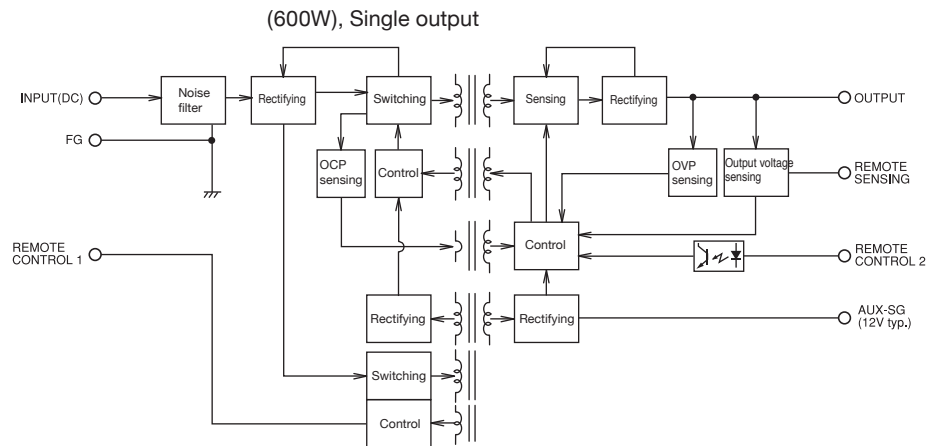 (600W), Single output
INPUT(DC)
Noise
filter
Rectifying
Switching
Sensing
Rectifying
OUTPUT
FG
OCP
sensing
Control
OVP
sensing
Output voltage
sensing
REMOTE
SENSING
REMOTE
CONTROL 1
Control
REMOTE
CONTROL 2
Rectifying
Rectifying
AUX-SG
(12V typ.)
Switching
Control